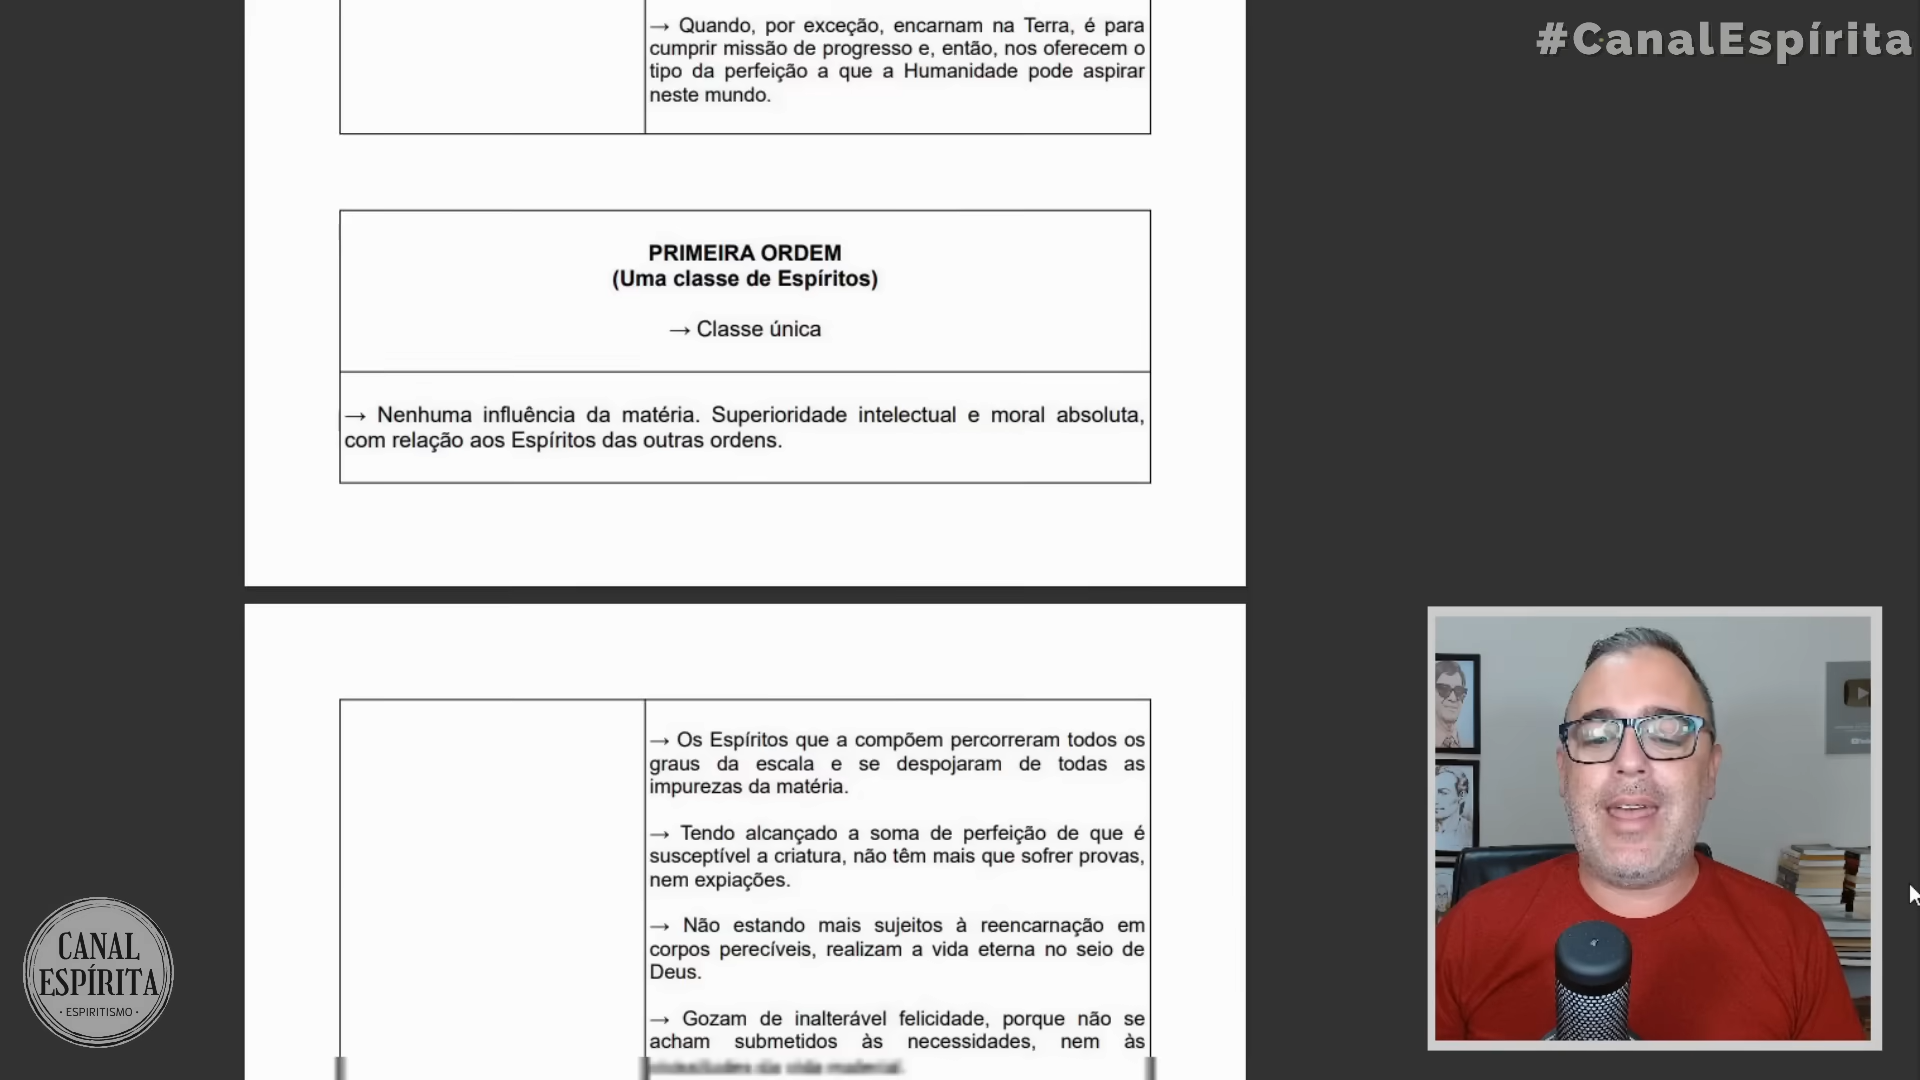 → Quando, por exceção, encarnam na Terra, é para
cumprir missão de progresso e, então, nos oferecem o
tipo da perfeição a que a Humanidade pode aspirar
neste mundo.
#CanalEspírita
PRIMEIRA ORDEM
(Uma classe de Espíritos)
→ Classe única
→ Nenhuma influência da matéria. Superioridade intelectual e moral absoluta,
com relação aos Espíritos das outras ordens.
→ Os Espíritos que a compõem percorreram todos os
graus da escala e se despojaram de todas as
impurezas da matéria.
→ Tendo alcançado a soma de perfeição de que é
susceptível a criatura, não têm mais que sofrer provas,
nem expiações.
→ Não estando mais sujeitos à reencarnação em
corpos perecíveis, realizam a vida eterna no seio de
Deus.
→ Gozam de inalterável felicidade, porque não se
acham submetidos às necessidades, nem às
da vida material.
CANAL
ESPÍRITA
· ESPIRITISMO ·